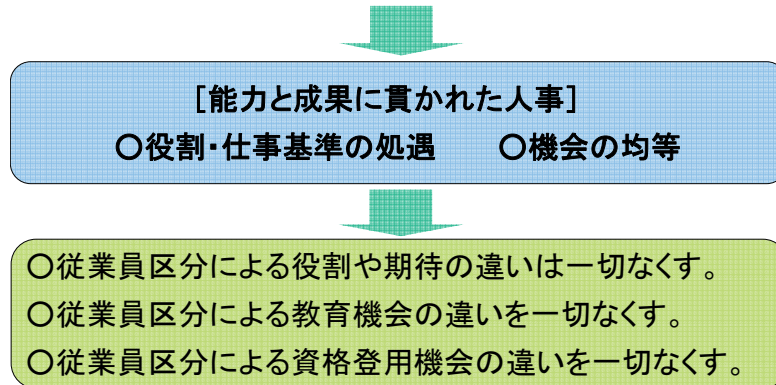 ［能力と成果に貫かれた人事］
○役割・仕事基準の処遇　　○機会の均等
○従業員区分による役割や期待の違いは一切なくす。
○従業員区分による教育機会の違いを一切なくす。
○従業員区分による資格登用機会の違いを一切なくす。